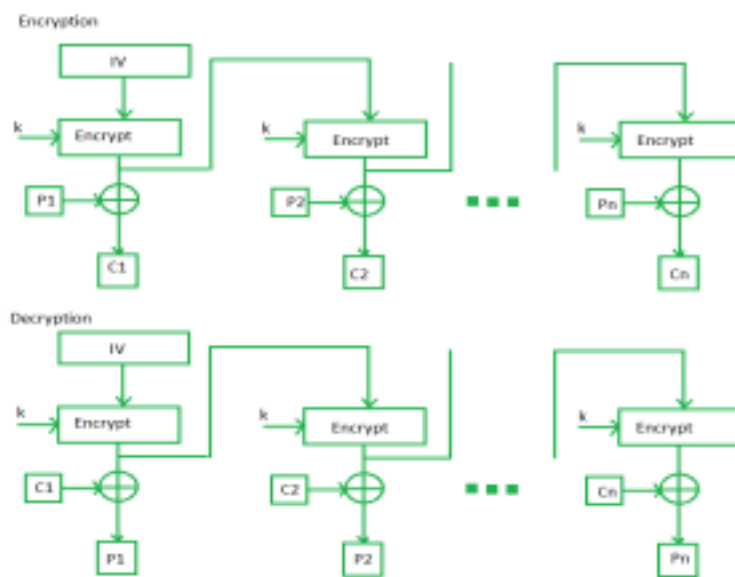 Encryption
IV
k Encrypt k Encrypt k Encrypt
P1 P2 Pn
C1 C2 Cn
Decryption
IV
k Encrypt k Encrypt k Encrypt
C1 C2 Cn
P1 P2 Pn